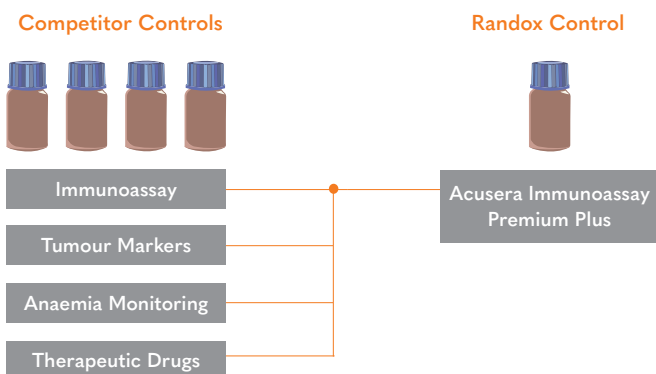 Competitor Controls
Randox Control
Immunoassay
Tumour Markers
Anaemia Monitoring
Therapeutic Drugs
Acusera Immunoassay
Premium Plus